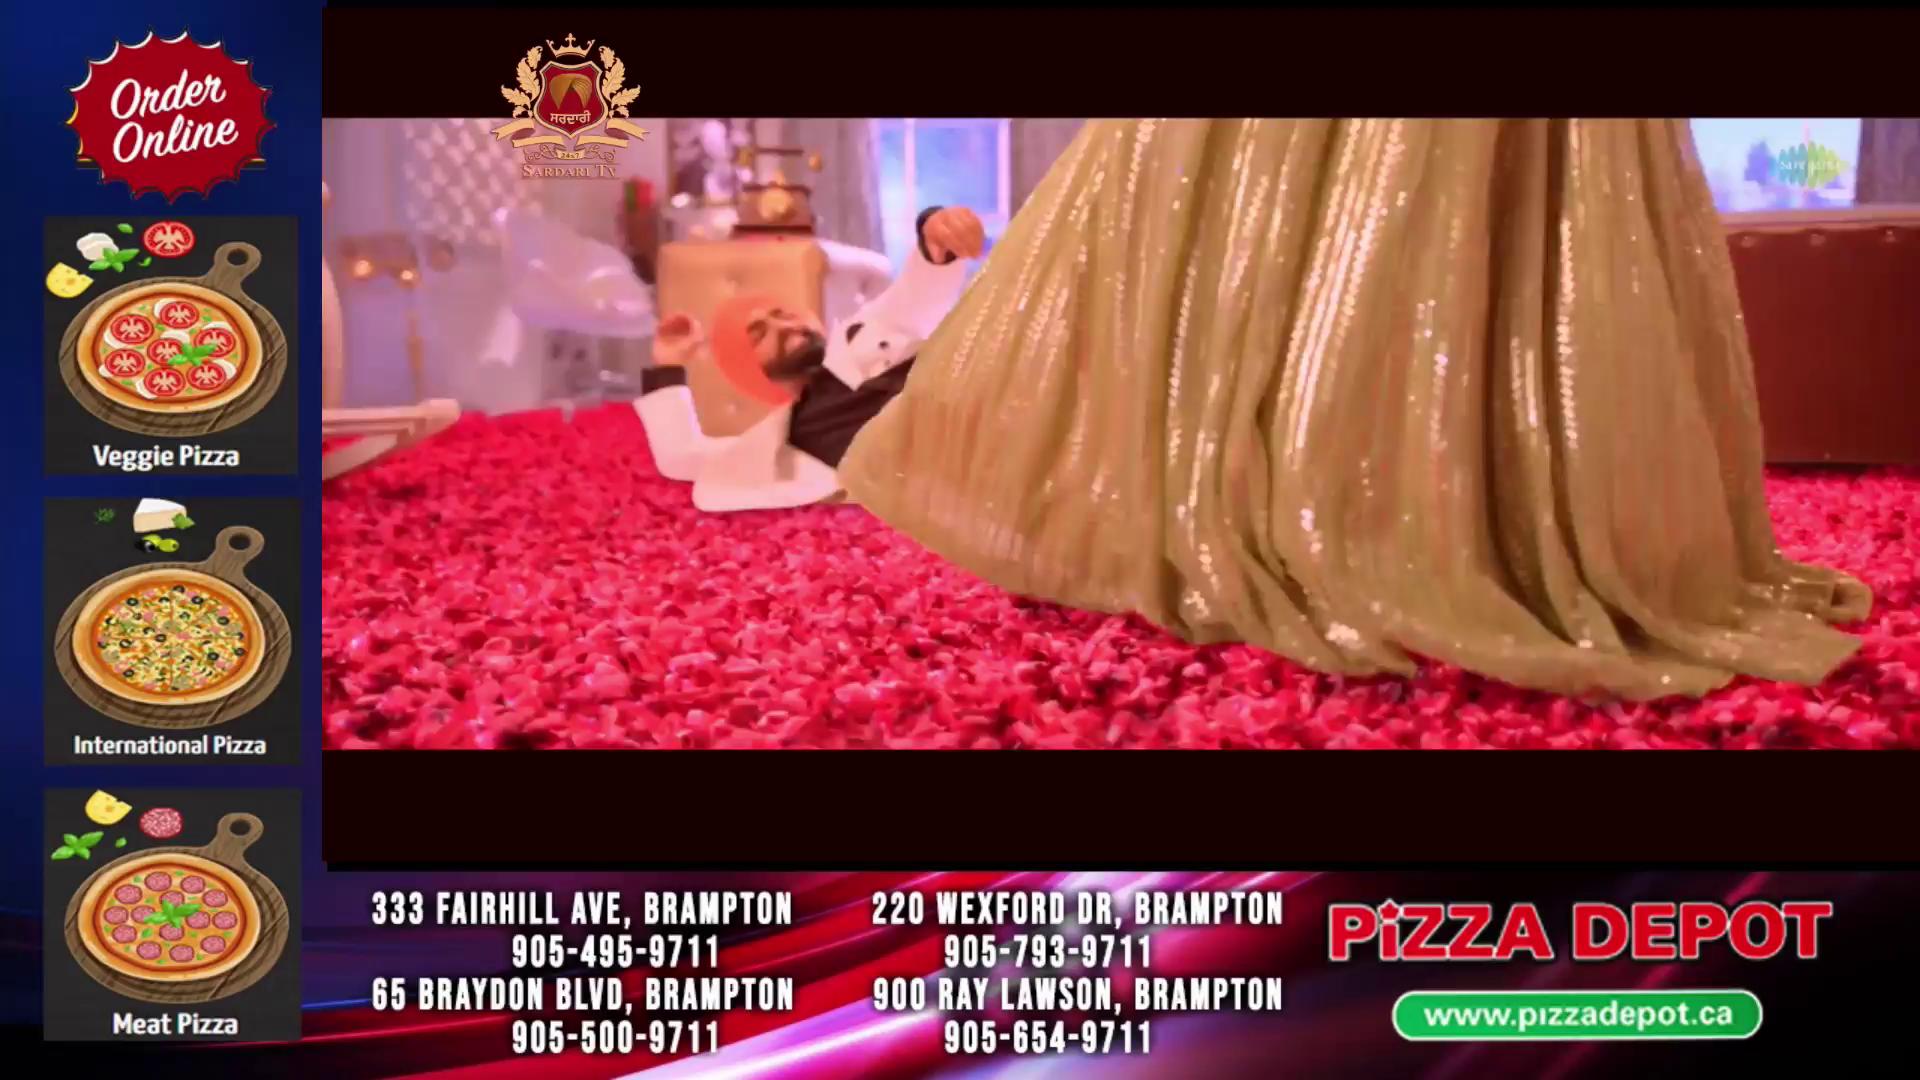 Order
Online
Veggie Pizza
International Pizza
Meat Pizza
ਸਰਦਾਰੀ
24x7
SARDARI TV
SAREGAMA
333 FAIRHILL AVE, BRAMPTON
905-495-9711
65 BRAYDON BLVD, BRAMPTON
905-500-9711
220 WEXFORD DR, BRAMPTON
905-793-9711
900 RAY LAWSON, BRAMPTON
905-654-9711
PiZZA DEPOT
www.pizzadepot.ca